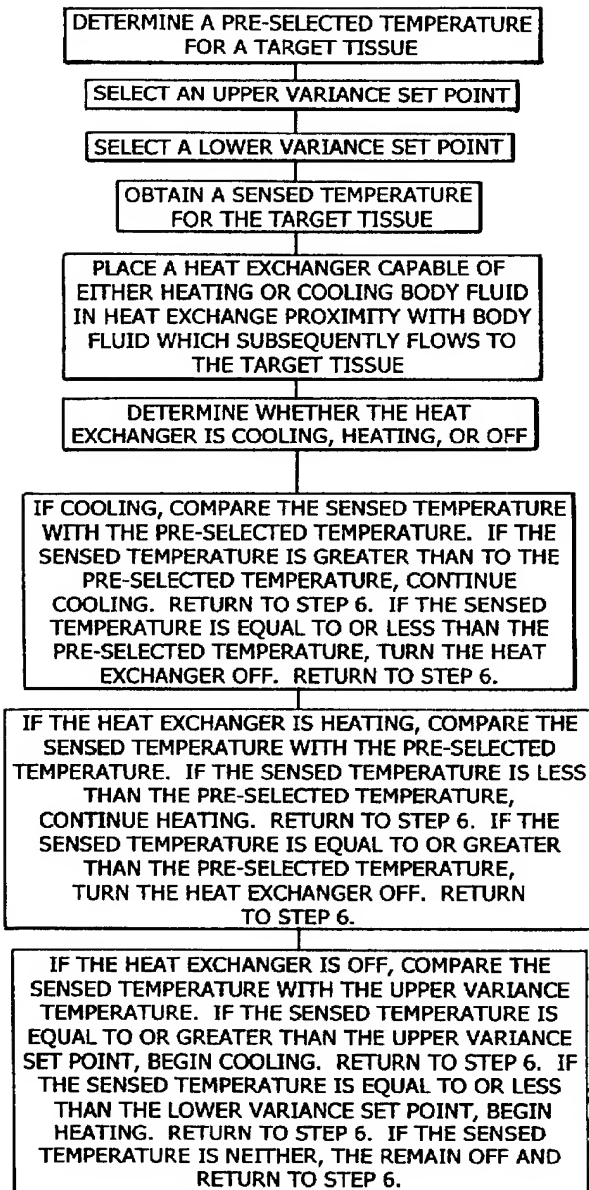 DETERMINE A PRE-SELECTED TEMPERATURE
FOR A TARGET TISSUE
SELECT AN UPPER VARIANCE SET POINT
SELECT A LOWER VARIANCE SET POINT
OBTAIN A SENSED TEMPERATURE
FOR THE TARGET TISSUE
PLACE A HEAT EXCHANGER CAPABLE OF
EITHER HEATING OR COOLING BODY FLUID
IN HEAT EXCHANGE PROXIMITY WITH BODY
FLUID WHICH SUBSEQUENTLY FLOWS TO
THE TARGET TISSUE
DETERMINE WHETHER THE HEAT
EXCHANGER IS COOLING, HEATING, OR OFF
IF COOLING, COMPARE THE SENSED TEMPERATURE
WITH THE PRE-SELECTED TEMPERATURE. IF THE
SENSED TEMPERATURE IS GREATER THAN TO THE
PRE-SELECTED TEMPERATURE, CONTINUE
COOLING. RETURN TO STEP 6. IF THE SENSED
TEMPERATURE IS EQUAL TO OR LESS THAN THE
PRE-SELECTED TEMPERATURE, TURN THE HEAT
EXCHANGER OFF. RETURN TO STEP 6.
IF THE HEAT EXCHANGER IS HEATING, COMPARE THE
SENSED TEMPERATURE WITH THE PRE-SELECTED
TEMPERATURE. IF THE SENSED TEMPERATURE IS LESS
THAN THE PRE-SELECTED TEMPERATURE,
CONTINUE HEATING. RETURN TO STEP 6. IF THE
SENSED TEMPERATURE IS EQUAL TO OR GREATER
THAN THE PRE-SELECTED TEMPERATURE,
TURN THE HEAT EXCHANGER OFF. RETURN
TO STEP 6.
IF THE HEAT EXCHANGER IS OFF, COMPARE THE
SENSED TEMPERATURE WITH THE UPPER VARIANCE
TEMPERATURE. IF THE SENSED TEMPERATURE IS
EQUAL TO OR GREATER THAN THE UPPER VARIANCE
SET POINT, BEGIN COOLING. RETURN TO STEP 6. IF
THE SENSED TEMPERATURE IS EQUAL TO OR LESS
THAN THE LOWER VARIANCE SET POINT, BEGIN
HEATING. RETURN TO STEP 6. IF THE SENSED
TEMPERATURE IS NEITHER, THE REMAIN OFF AND
RETURN TO STEP 6.